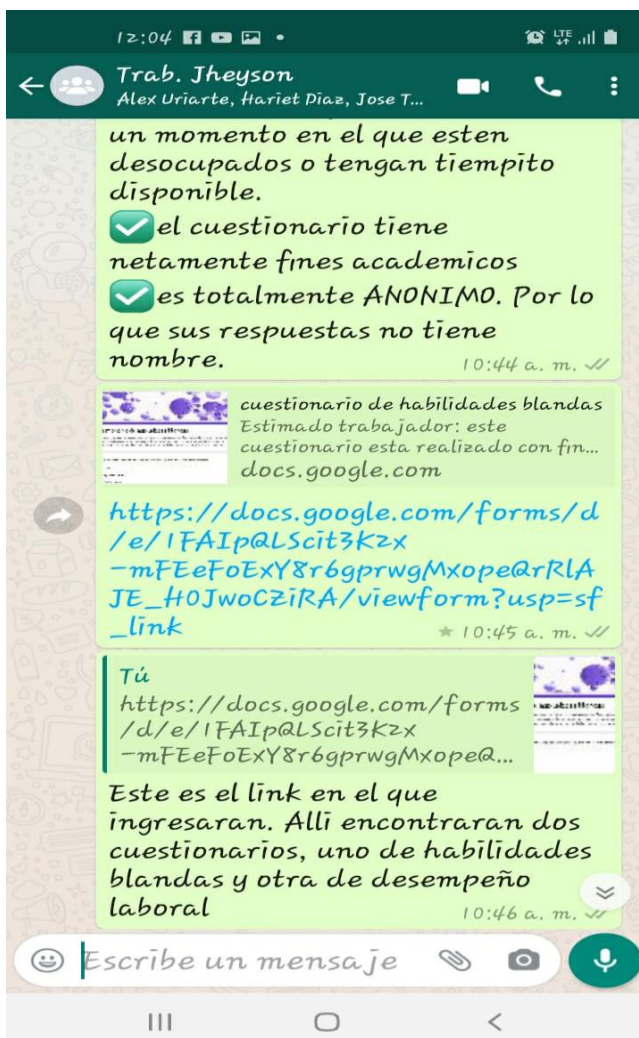 12:04
LTE
Trab. Jheyson
Alex Uriarte, Hariet Diaz, Jose T...
un momento en el que esten
desocupados o tengan tiempito
disponible.
✅el cuestionario tiene
netamente fines academicos
✅es totalmente ANONIMO. Por lo
que sus respuestas no tiene
nombre.
10:44 a. m.
cuestionario de habilidades blandas
Estimado trabajador: este
cuestionario esta realizado con fin...
docs.google.com
https://docs.google.com/forms/d
/e/1FAIpQLScit3K2x
-mFEeFoExY8r6gprwgMxopeQrRlA
JE_H0JwoCZiRA/viewform?usp=sf
_link
10:45 a. m.
Tú
https://docs.google.com/forms
/d/e/1FAIpQLScit3K2x
-mFEeFoExY8r6gprwgMxopeQ...
Este es el link en el que
ingresaran. Alli encontraran dos
cuestionarios, uno de habilidades
blandas y otra de desempeño
laboral
10:46 a. m.
Escribe un mensaje